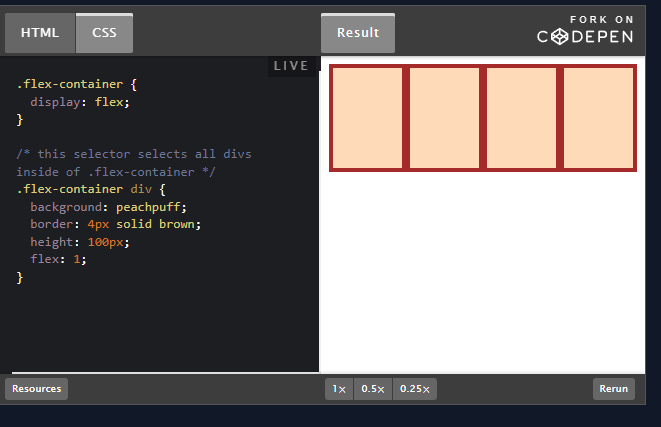 HTML
CSS
Result
FORK ON
CODEPEN
LIVE
.flex-container {
  display: flex;
}
/* this selector selects all divs
inside of .flex-container */
.flex-container div {
  background: peachpuff;
  border: 4px solid brown;
  height: 100px;
  flex: 1;
}
Resources
1×
0.5×
0.25×
Rerun